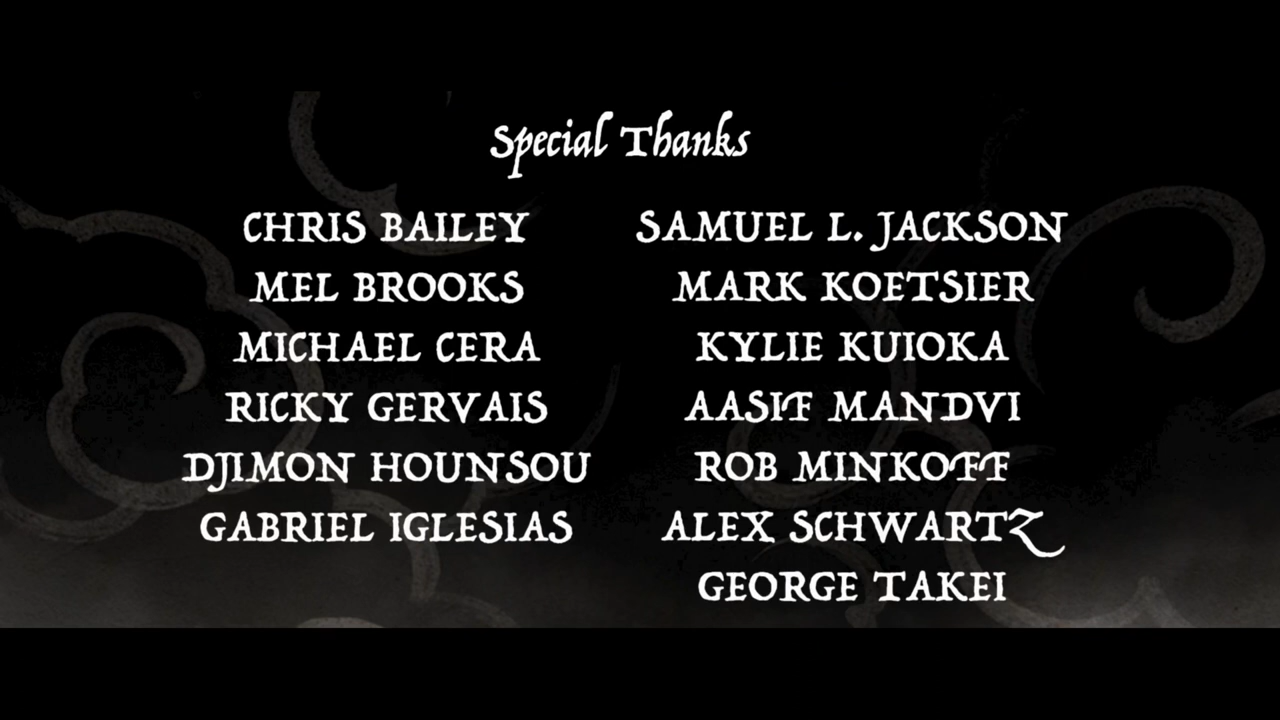 Special Thanks
CHRIS BAILEY
MEL BROOKS
MICHAEL CERA
RICKY GERVAIS
DJIMON HOUNSOU
GABRIEL IGLESIAS
SAMUEL L. JACKSON
MARK KOETSIER
KYLIE KUIOKA
AASIF MANDVI
ROB MINKOFF
ALEX SCHWARTZ
GEORGE TAKEI